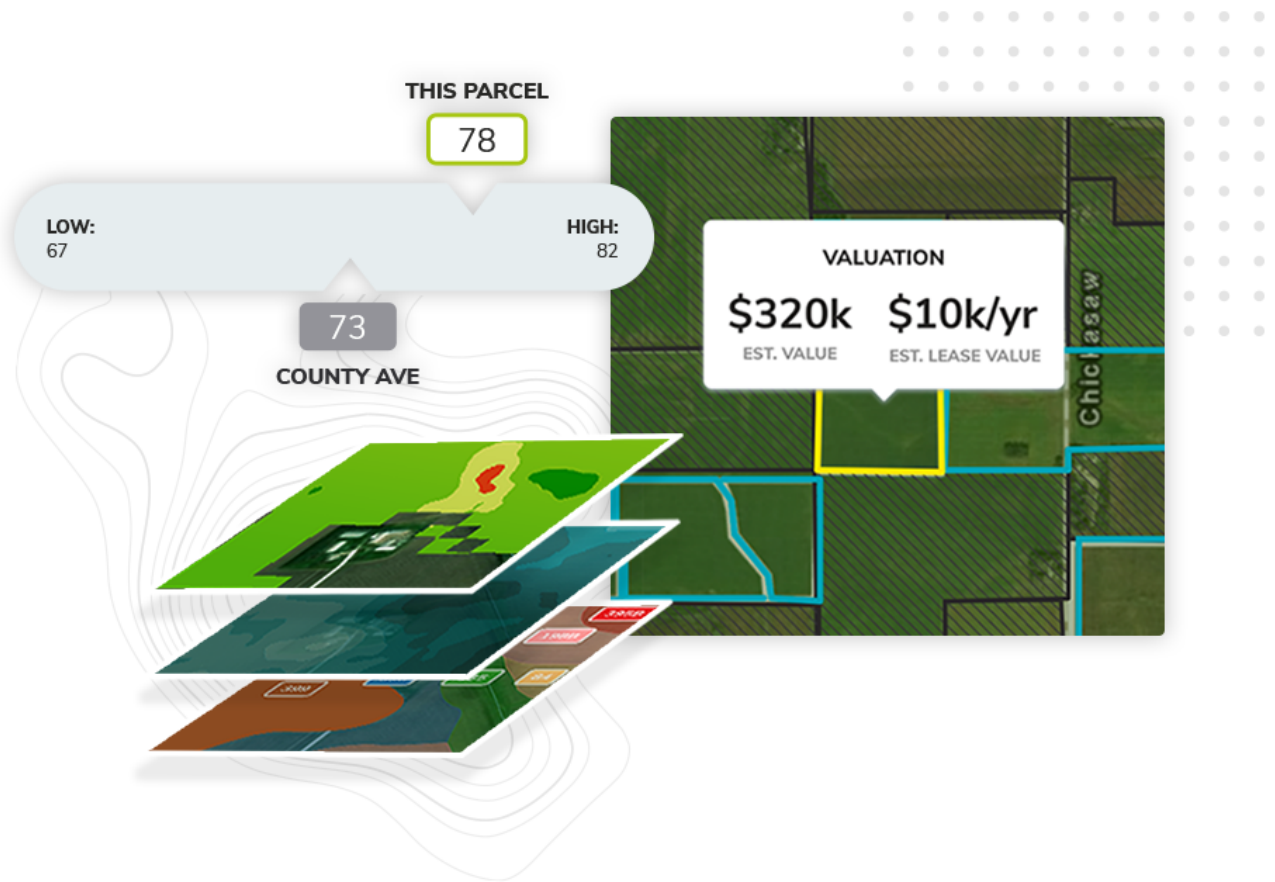 THIS PARCEL
78
LOW:
67
HIGH:
82
73
COUNTY AVE
VALUATION
$320k $10k/yr
EST. VALUE EST. LEASE VALUE
Chickasaw